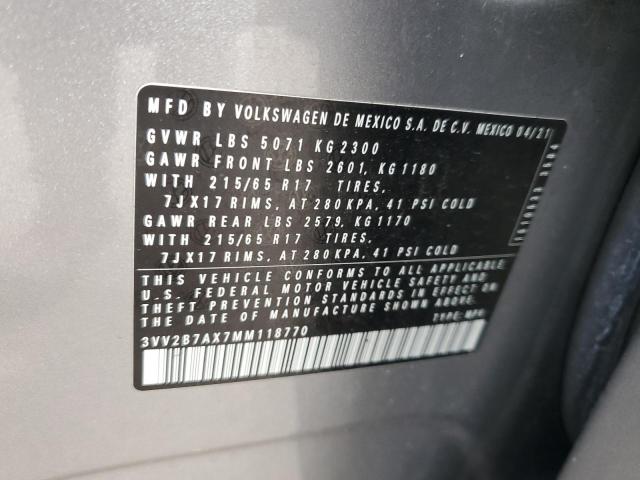 MFD BY VOLKSWAGEN DE MEXICO S.A. DE C.V. MEXICO 04/21
GVWR LBS 5071 KG 2300
GAWR FRONT LBS 2601, KG 1180
WITH 215/65 R17 TIRES,
7JX17 RIMS, AT 280 KPA, 41 PSI COLD
GAWR REAR LBS 2579, KG 1170
WITH 215/65 R17 TIRES,
7JX17 RIMS, AT 280 KPA, 41 PSI COLD
THIS VEHICLE CONFORMS TO ALL APPLICABLE
U.S. FEDERAL MOTOR VEHICLE SAFETY AND
THEFT PREVENTION STANDARDS IN EFFECT ON
THE DATE OF MANUFACTURE SHOWN ABOVE.
TYPE: MPV
3VV2B7AX7MM118770